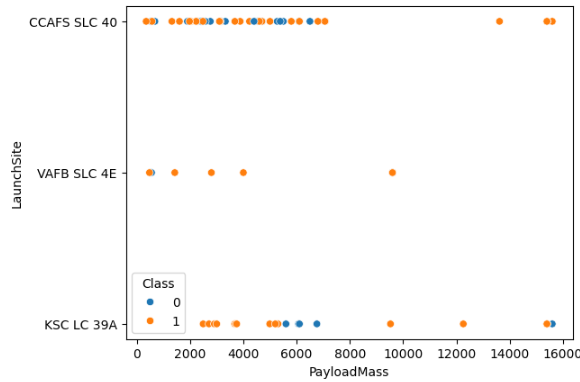 CCAFS SLC 40
VAFB SLC 4E
KSC LC 39A
LaunchSite
Class
0
1
0 2000 4000 6000 8000 10000 12000 14000 16000
PayloadMass